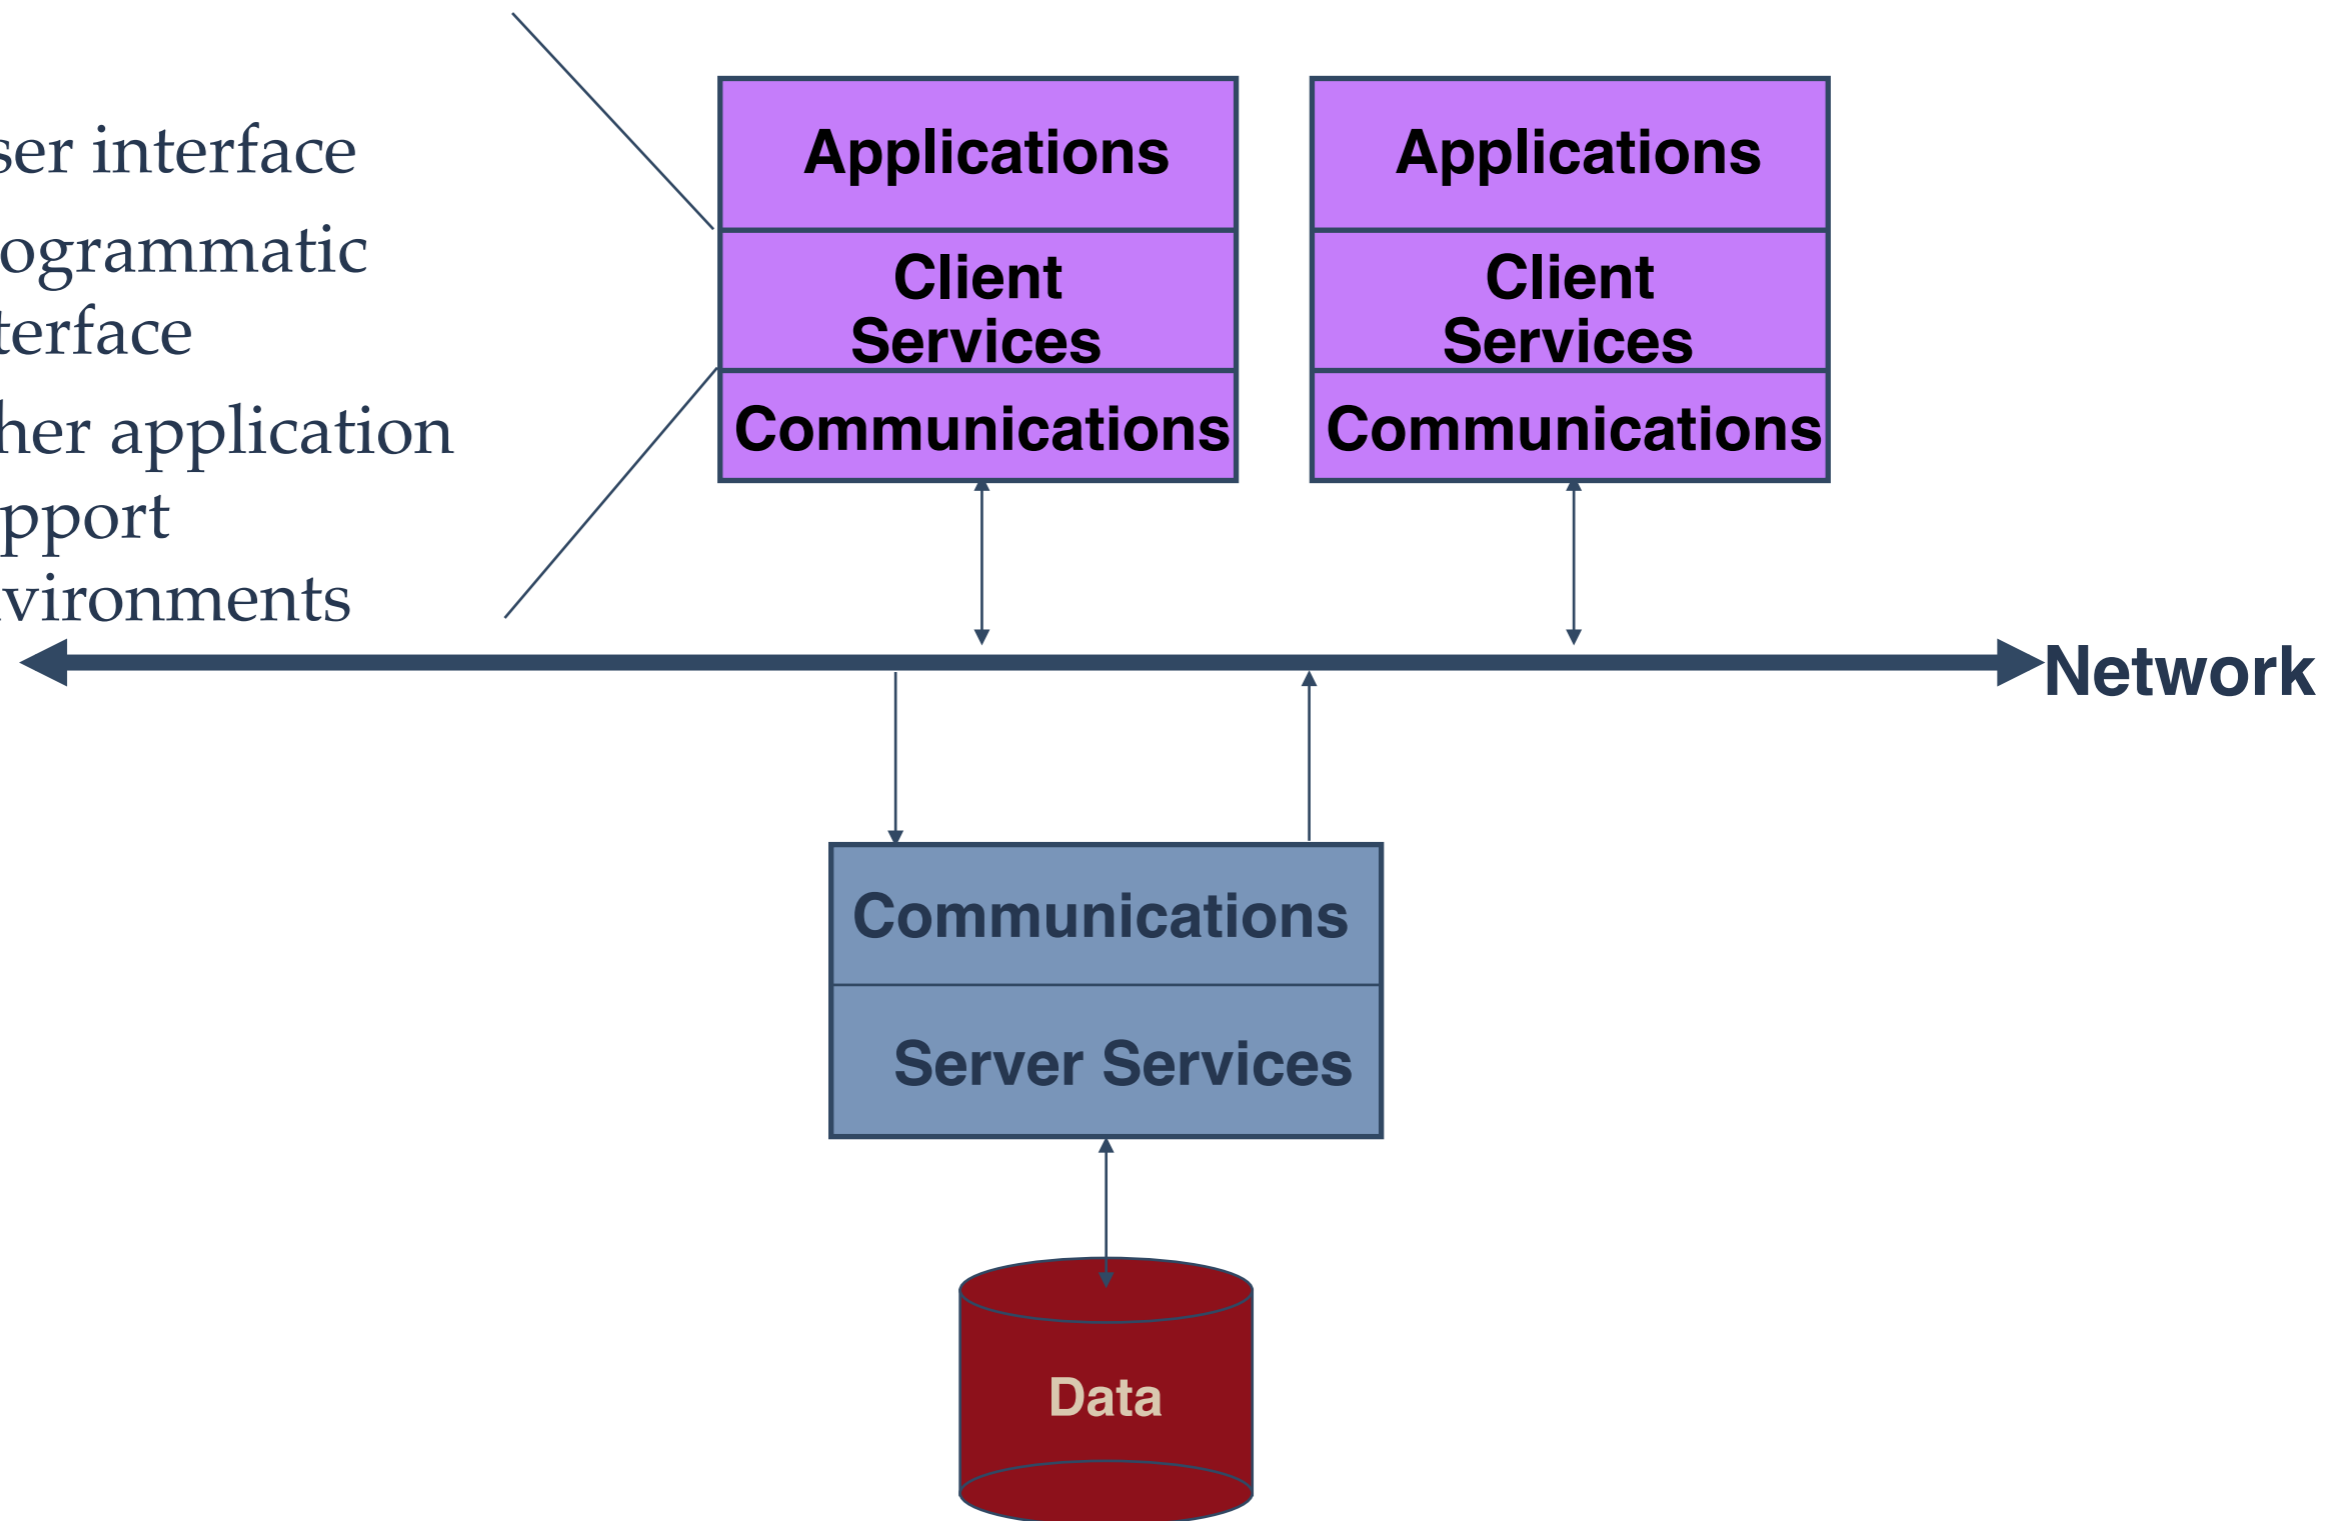 ser interface
ogrammatic
terface
her application
pport
vironments
Applications
Client
Services
Communications
Applications
Client
Services
Communications
Network
Communications
Server Services
Data